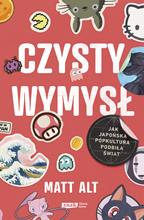 CZYSTY
WYMYSŁ
JAK
JAPOŃSKA
POPKULTURA
PODBIŁA
ŚWIAT
MATT ALT